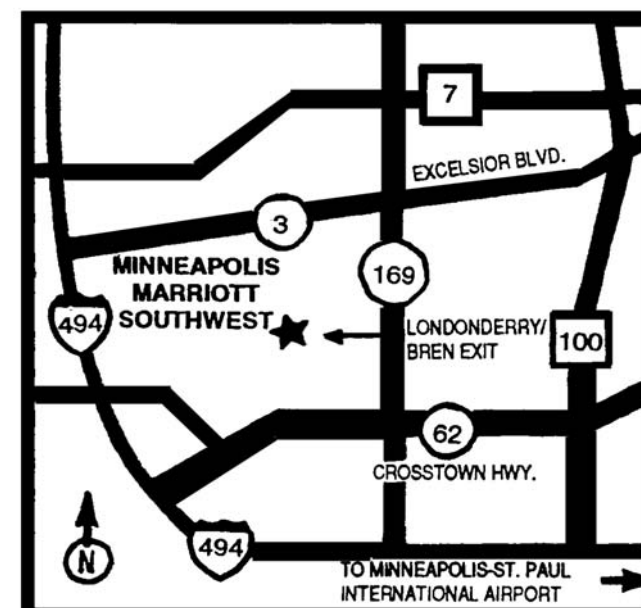 7
EXCELSIOR BLVD.
3
MINNEAPOLIS
MARRIOTT
SOUTHWEST
169
494
LONDONDERRY/
BREN EXIT
100
62
CROSSTOWN HWY.
N
494
TO MINNEAPOLIS-ST. PAUL
INTERNATIONAL AIRPORT